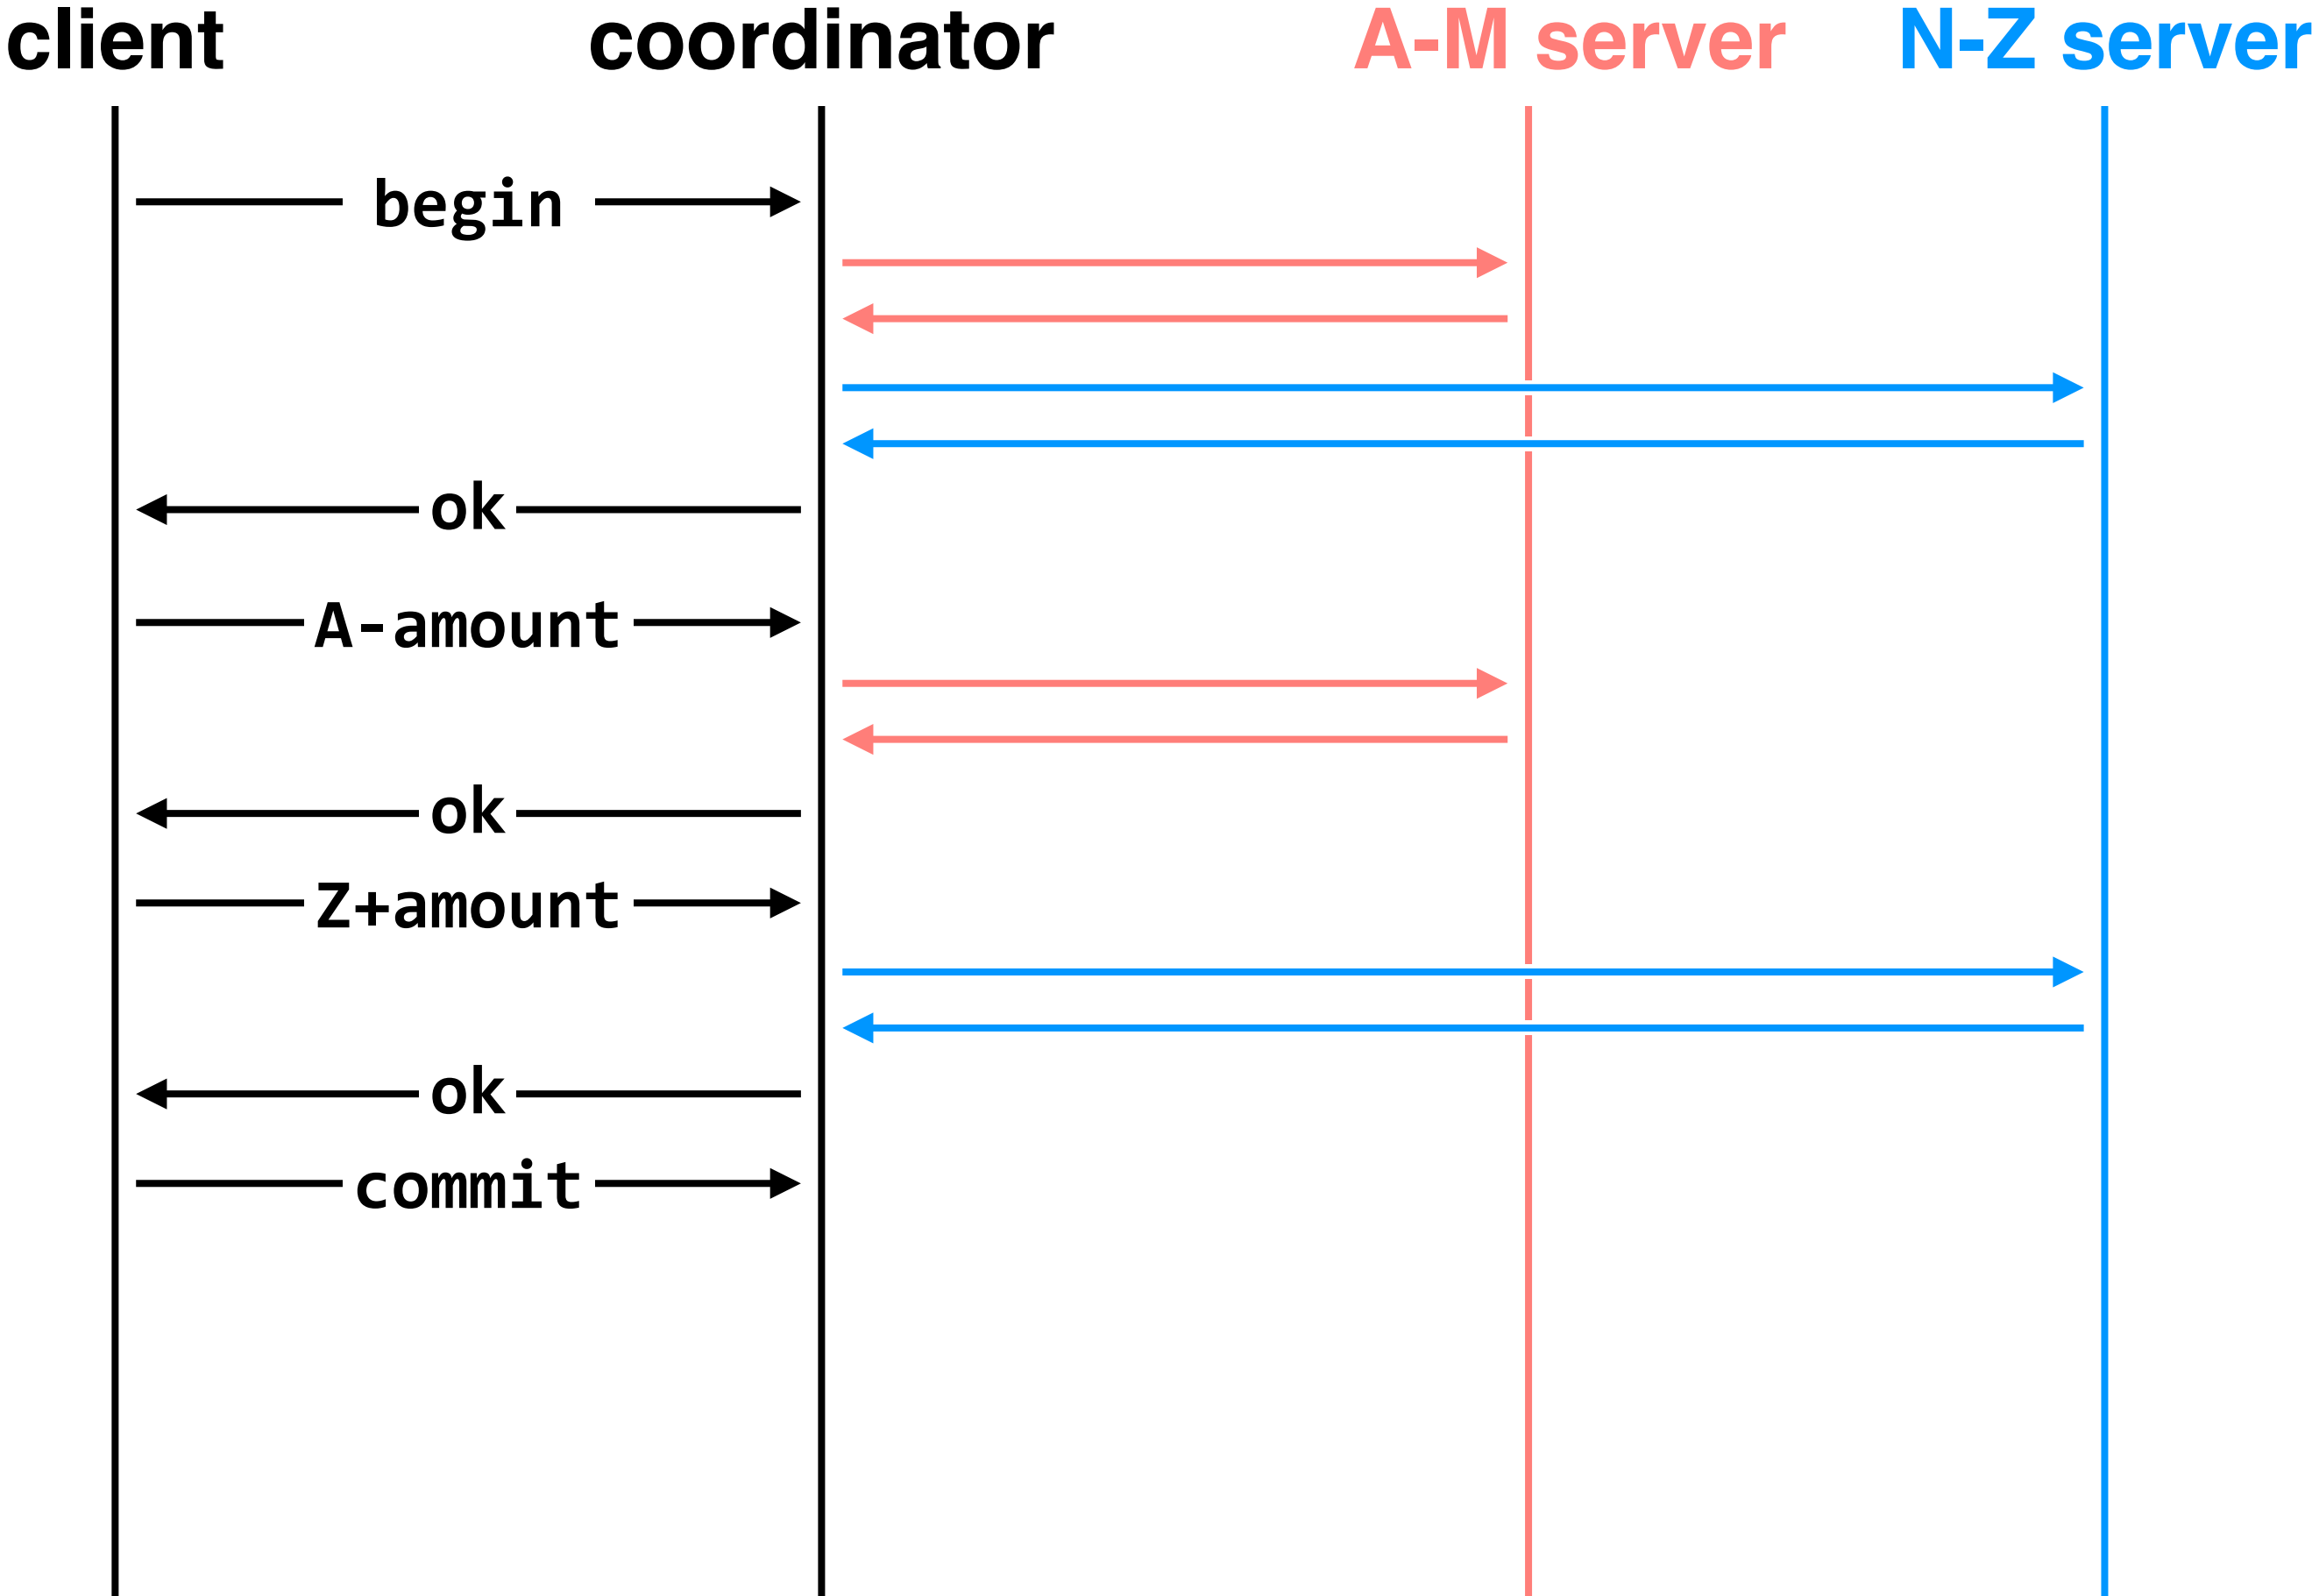 client coordinator A-M server N-Z server
begin
ok
A-amount
ok
Z+amount
ok
commit